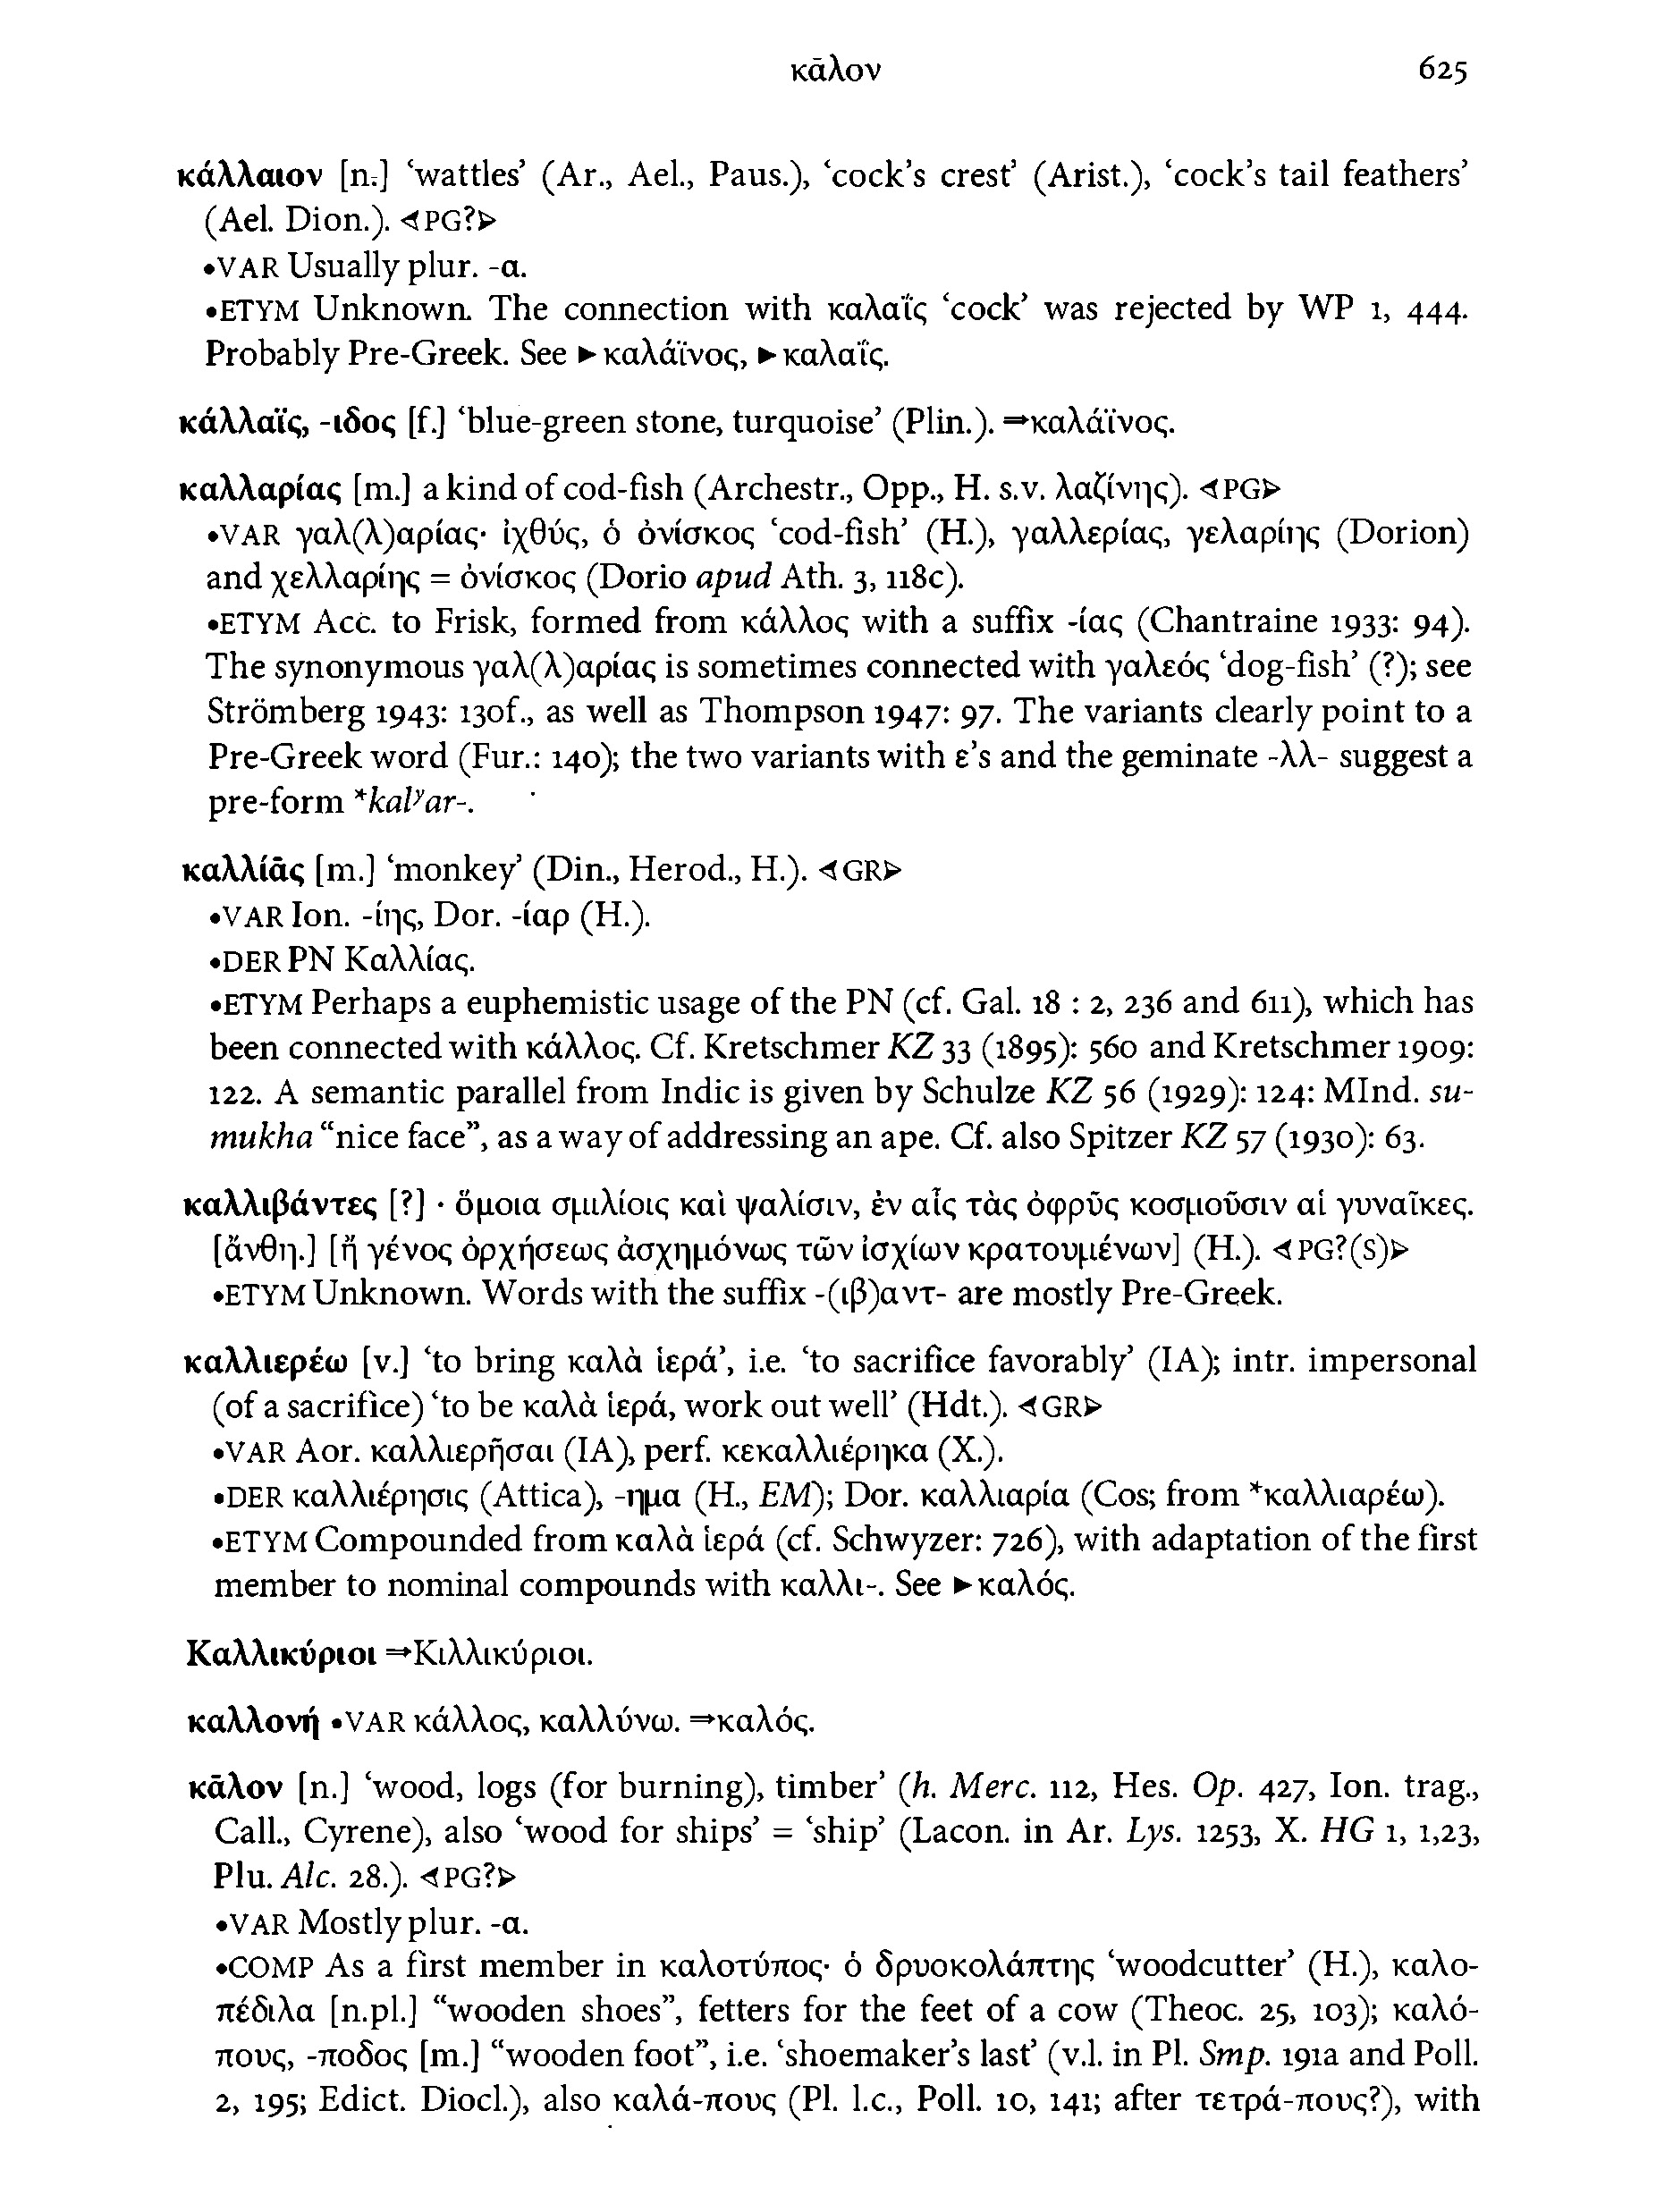 κᾶλον 625
κάλλαιον [n.] ‘wattles’ (Ar., Ael., Paus.), ‘cock’s crest’ (Arist.), ‘cock’s tail feathers’
(Ael. Dion.). ⊲PG?⊳
•VAR Usually plur. -α.
•ETYM Unknown. The connection with καλαΐς ‘cock’ was rejected by WP 1, 444.
Probably Pre-Greek. See ►καλάϊνος, ►καλαΐς.
κάλλαϊς, -ιδος [f.] ‘blue-green stone, turquoise’ (Plin.). ⇒καλάϊνος.
καλλαρίας [m.] a kind of cod-fish (Archestr., Opp., H. s.v. λαζίνης). ⊲PG⊳
•VAR γαλ(λ)αρίας· ἰχθύς, ὁ ὀνίσκος ‘cod-fish’ (H.), γαλλερίας, γελαρίης (Dorion)
and χελλαρίης = ὀνίσκος (Dorio apud Ath. 3, 118c).
•ETYM Acc. to Frisk, formed from κάλλος with a suffix -ίας (Chantraine 1933: 94).
The synonymous γαλ(λ)αρίας is sometimes connected with γαλεός ‘dog-fish’ (?); see
Strömberg 1943: 130f., as well as Thompson 1947: 97. The variants clearly point to a
Pre-Greek word (Fur.: 140); the two variants with ε’s and the geminate -λλ- suggest a
pre-form *kalʸar-.
καλλίᾱς [m.] ‘monkey’ (Din., Herod., H.). ⊲GR⊳
•VAR Ion. -ίης, Dor. -ίαρ (H.).
•DER PN Καλλίας.
•ETYM Perhaps a euphemistic usage of the PN (cf. Gal. 18 : 2, 236 and 611), which has
been connected with κάλλος. Cf. Kretschmer KZ 33 (1895): 560 and Kretschmer 1909:
122. A semantic parallel from Indic is given by Schulze KZ 56 (1929): 124: MInd. su-
mukha “nice face”, as a way of addressing an ape. Cf. also Spitzer KZ 57 (1930): 63.
καλλιβάντες [?] · ὅμοια σμιλίοις καὶ ψαλίσιν, ἐν αἷς τὰς ὀφρῦς κοσμοῦσιν αἱ γυναῖκες.
[ἄνθη.] [ἢ γένος ὀρχήσεως ἀσχημόνως τῶν ἰσχίων κρατουμένων] (H.). ⊲PG?(S)⊳
•ETYM Unknown. Words with the suffix -(ιβ)αντ- are mostly Pre-Greek.
καλλιερέω [v.] ‘to bring καλὰ ἱερά’, i.e. ‘to sacrifice favorably’ (IA); intr. impersonal
(of a sacrifice) ‘to be καλὰ ἱερά, work out well’ (Hdt.). ⊲GR⊳
•VAR Aor. καλλιερῆσαι (IA), perf. κεκαλλιέρηκα (X.).
•DER καλλιέρησις (Attica), -ημα (H., EM); Dor. καλλιαρία (Cos; from *καλλιαρέω).
•ETYM Compounded from καλὰ ἱερά (cf. Schwyzer: 726), with adaptation of the first
member to nominal compounds with καλλι-. See ►καλός.
Καλλικύριοι ⇒Κιλλικύριοι.
καλλονή •VAR κάλλος, καλλύνω. ⇒καλός.
κᾶλον [n.] ‘wood, logs (for burning), timber’ (h. Merc. 112, Hes. Op. 427, Ion. trag.,
Call., Cyrene), also ‘wood for ships’ = ‘ship’ (Lacon. in Ar. Lys. 1253, X. HG 1, 1,23,
Plu. Alc. 28.). ⊲PG?⊳
•VAR Mostly plur. -α.
•COMP As a first member in καλοτύπος· ὁ δρυοκολάπτης ‘woodcutter’ (H.), καλο-
πέδιλα [n.pl.] “wooden shoes”, fetters for the feet of a cow (Theoc. 25, 103); καλό-
πους, -ποδος [m.] “wooden foot”, i.e. ‘shoemaker’s last’ (v.l. in Pl. Smp. 191a and Poll.
2, 195; Edict. Diocl.), also καλά-πους (Pl. l.c., Poll. 10, 141; after τετρά-πους?), with